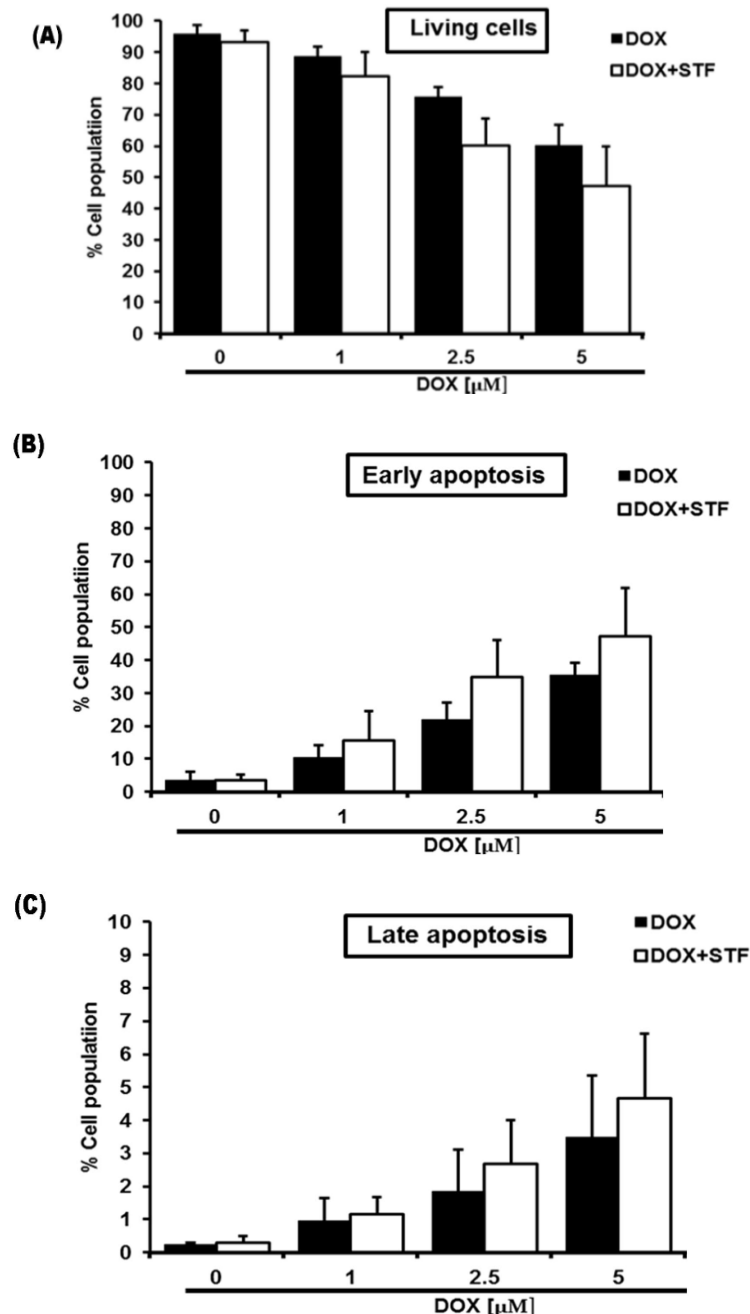 (A)
Living cells
DOX
DOX+STF
% Cell populatiion
100
90
80
70
60
50
40
30
20
10
0
0 1 2.5 5
DOX [µM]
(B)
Early apoptosis
DOX
DOX+STF
% Cell populatiion
100
90
80
70
60
50
40
30
20
10
0
0 1 2.5 5
DOX [µM]
(C)
Late apoptosis
DOX
DOX+STF
% Cell populatiion
10
9
8
7
6
5
4
3
2
1
0
0 1 2.5 5
DOX [µM]